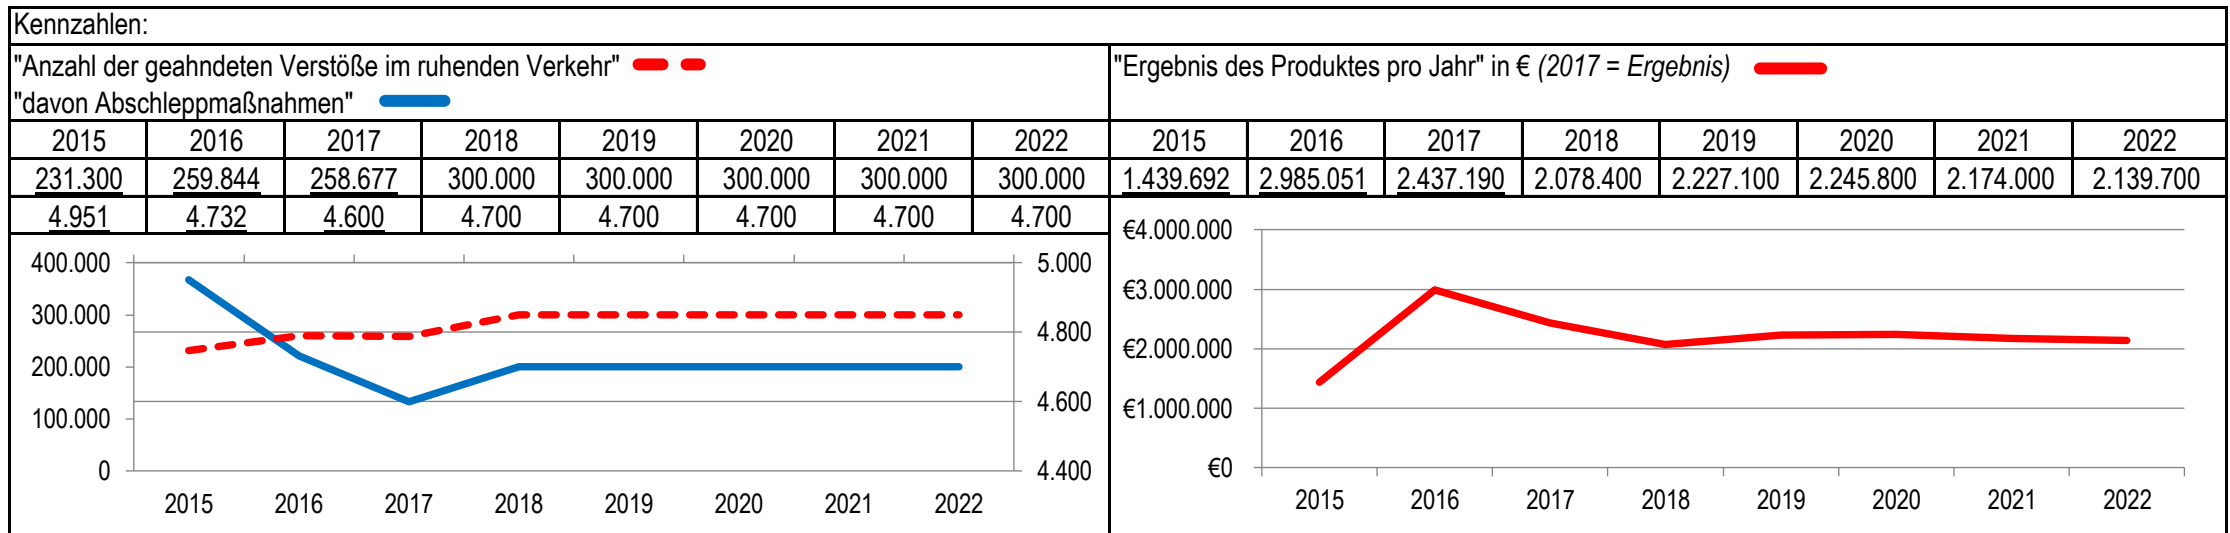 Kennzahlen:
"Anzahl der geahndeten Verstöße im ruhenden Verkehr"
"davon Abschleppmaßnahmen"
"Ergebnis des Produktes pro Jahr" in € (2017 = Ergebnis)
2015 2016 2017 2018 2019 2020 2021 2022
231.300 259.844 258.677 300.000 300.000 300.000 300.000 300.000
4.951 4.732 4.600 4.700 4.700 4.700 4.700 4.700
400.000
300.000
200.000
100.000
0
5.000
4.800
4.600
4.400
2015 2016 2017 2018 2019 2020 2021 2022
2015 2016 2017 2018 2019 2020 2021 2022
1.439.692 2.985.051 2.437.190 2.078.400 2.227.100 2.245.800 2.174.000 2.139.700
€4.000.000
€3.000.000
€2.000.000
€1.000.000
€0
2015 2016 2017 2018 2019 2020 2021 2022